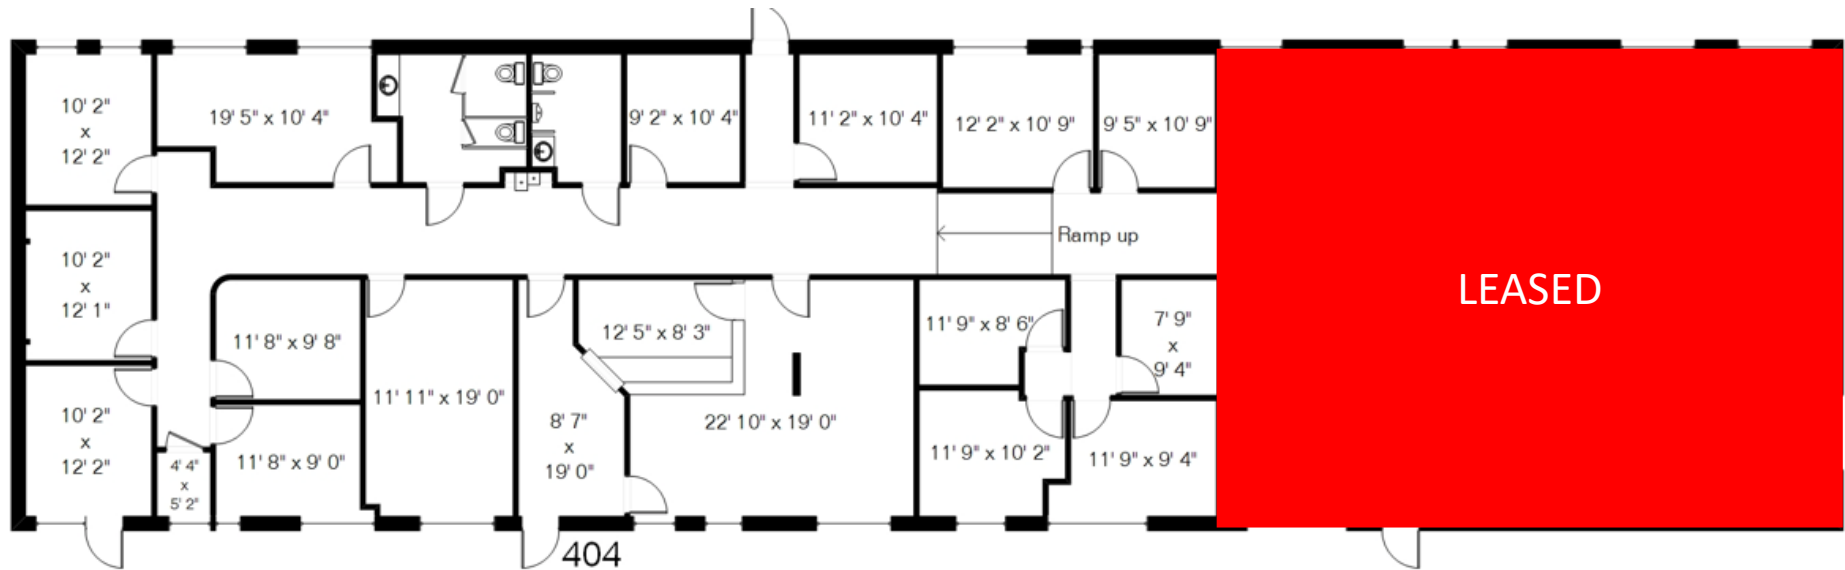 10' 2"
x
12' 2"
19' 5" x 10' 4"
9' 2" x 10' 4"
11' 2" x 10' 4"
12' 2" x 10' 9"
9' 5" x 10' 9"
10' 2"
x
12' 1"
Ramp up
LEASED
11' 8" x 9' 8"
12' 5" x 8' 3"
11' 9" x 8' 6"
7' 9"
x
9' 4"
10' 2"
x
12' 2"
4' 4"
x
5' 2"
11' 8" x 9' 0"
11' 11" x 19' 0"
8' 7"
x
19' 0"
22' 10" x 19' 0"
11' 9" x 10' 2"
11' 9" x 9' 4"
404